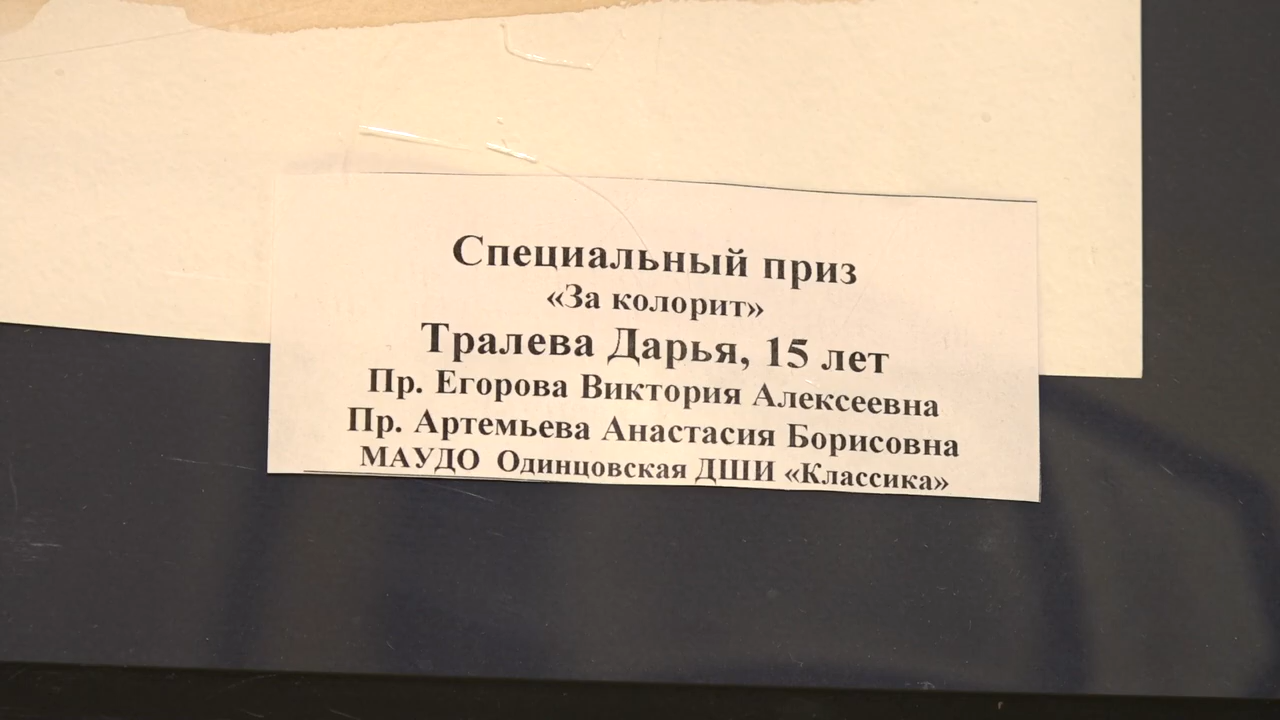 Специальный приз
«За колорит»
Тралева Дарья, 15 лет
Пр. Егорова Виктория Алексеевна
Пр. Артемьева Анастасия Борисовна
МАУДО Одинцовская ДШИ «Классика»